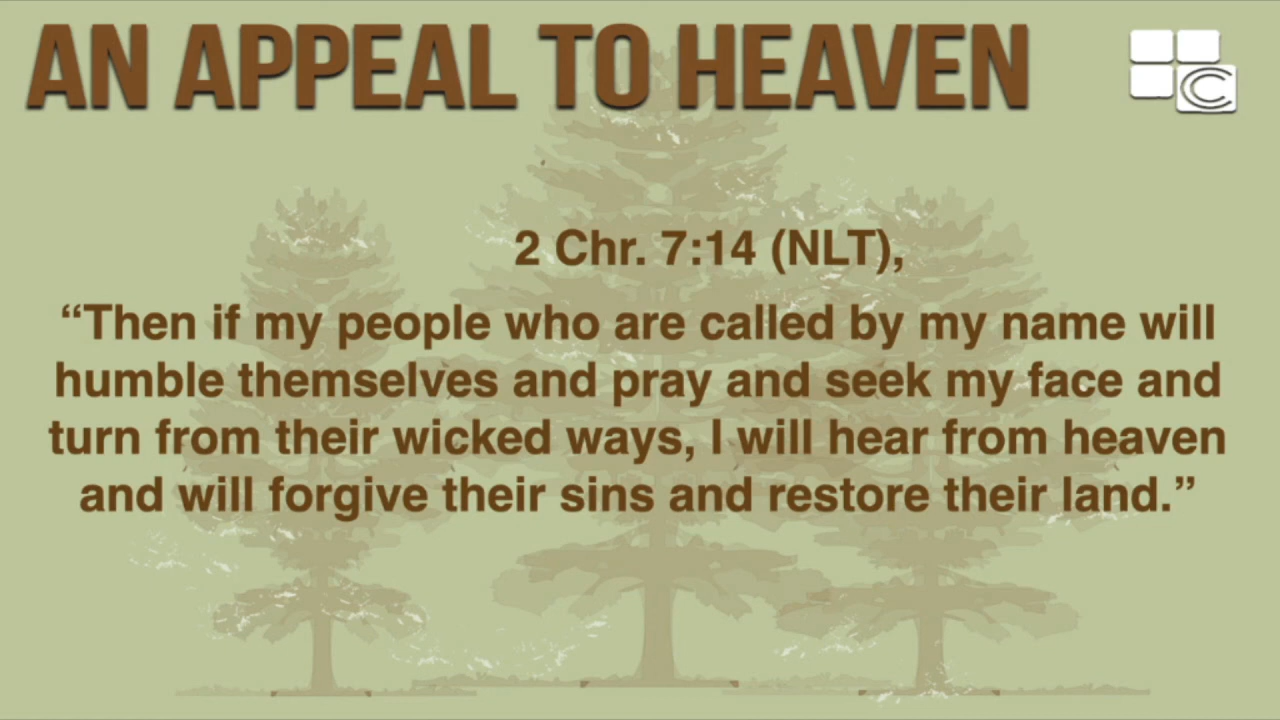 AN APPEAL TO HEAVEN
C
2 Chr. 7:14 (NLT),
“Then if my people who are called by my name will
humble themselves and pray and seek my face and
turn from their wicked ways, I will hear from heaven
and will forgive their sins and restore their land.”